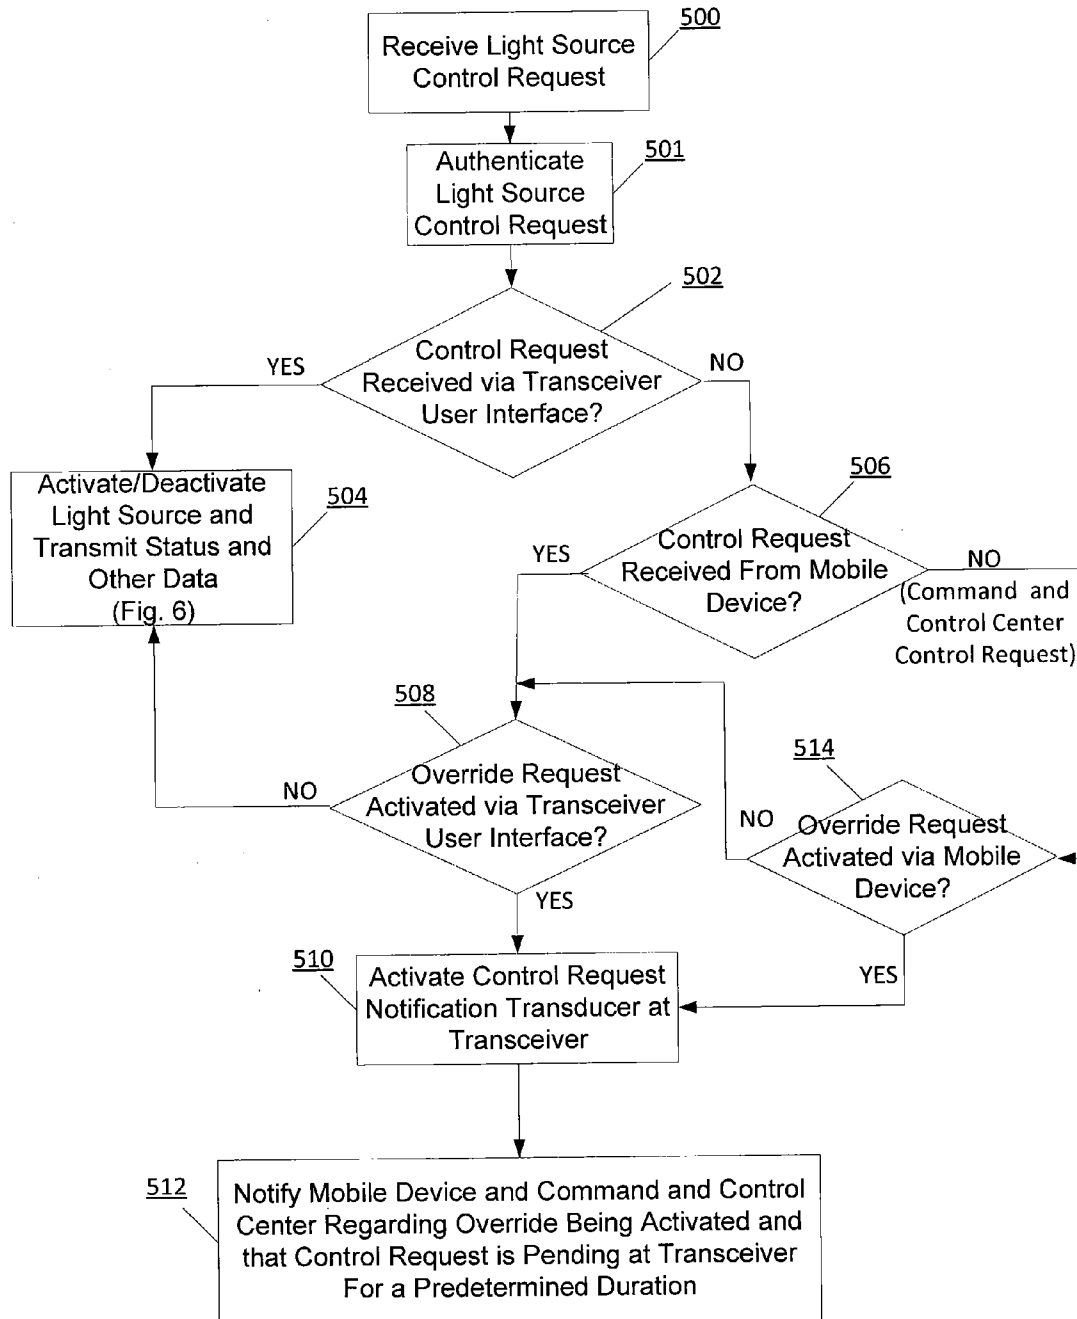 500
Receive Light Source
Control Request
501
Authenticate
Light Source
Control Request
502
Control Request
Received via Transceiver
User Interface?
YES
NO
504
Activate/Deactivate
Light Source and
Transmit Status and
Other Data
(Fig. 6)
506
Control Request
Received From Mobile
Device?
YES
NO
(Command and
Control Center
Control Request)
508
Override Request
Activated via Transceiver
User Interface?
NO
YES
514
Override Request
Activated via Mobile
Device?
NO
YES
510
Activate Control Request
Notification Transducer at
Transceiver
512
Notify Mobile Device and Command and Control
Center Regarding Override Being Activated and
that Control Request is Pending at Transceiver
For a Predetermined Duration